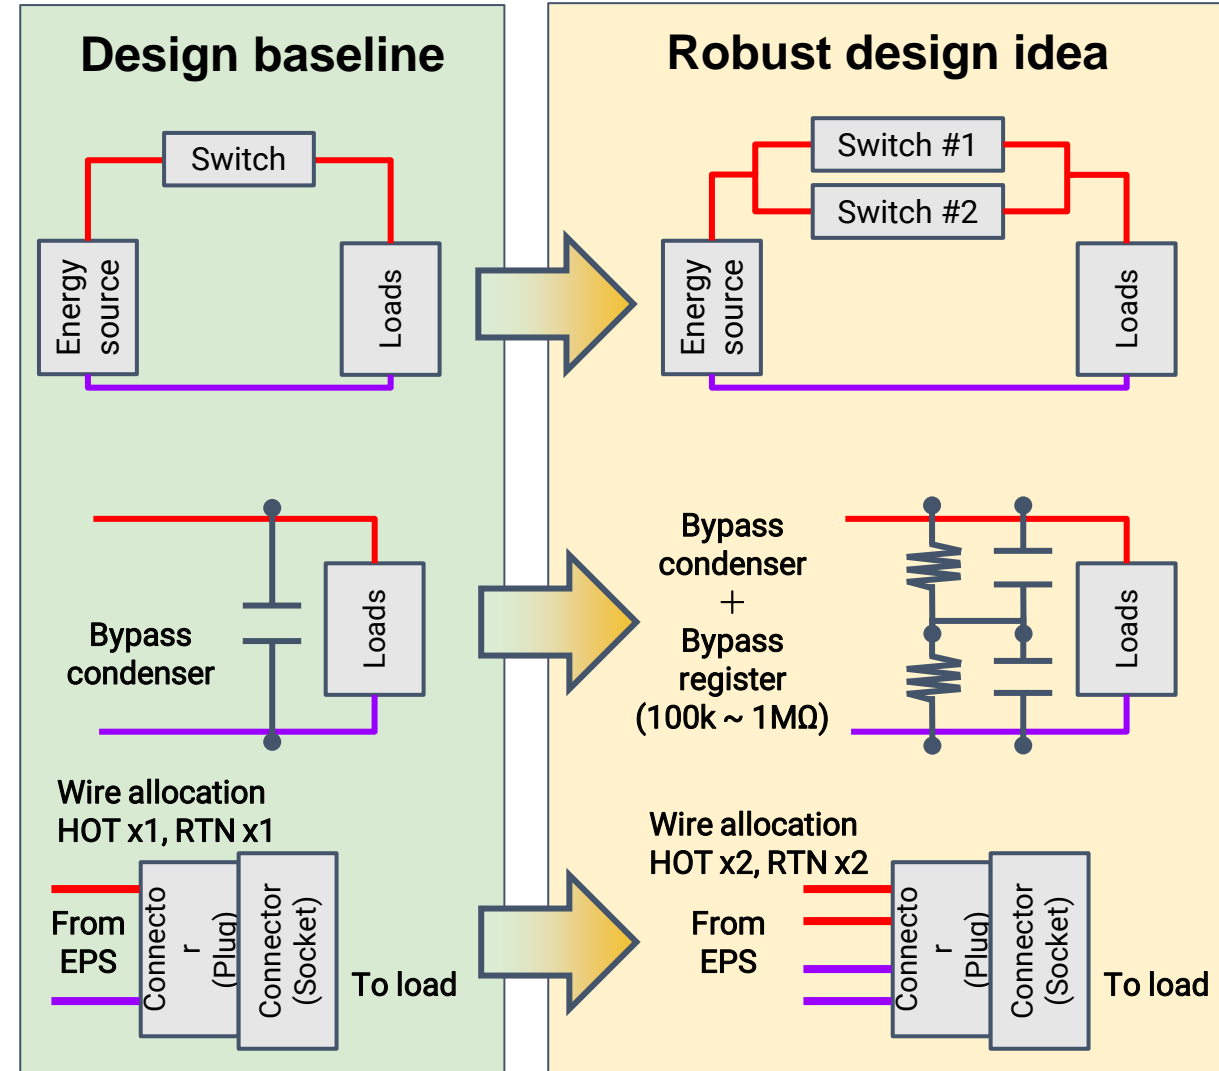 Design baseline
Robust design idea
Switch
Energy
source
Loads
Switch #1
Switch #2
Energy
source
Loads
Bypass
condenser
Loads
Bypass
condenser
+
Bypass
register
(100k ~ 1MΩ)
Loads
Wire allocation
HOT x1, RTN x1
From
EPS
Connecto
r
(Plug)
Connector
(Socket)
To load
Wire allocation
HOT x2, RTN x2
From
EPS
Connecto
r
(Plug)
Connector
(Socket)
To load